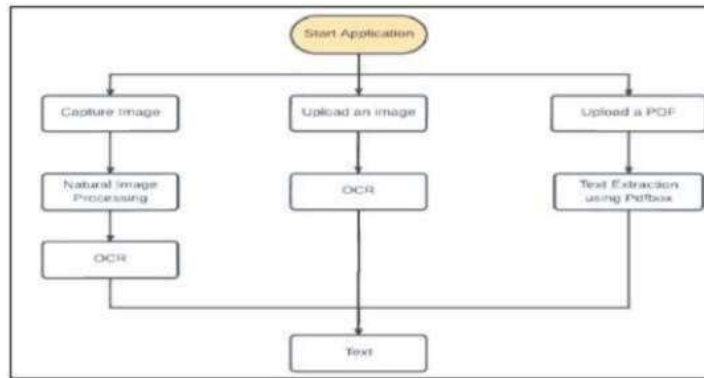 Start Application
Capture Image
Upload an image
Upload a PDF
Natural Image
Processing
OCR
Text Extraction
using Pdfbox
OCR
Text